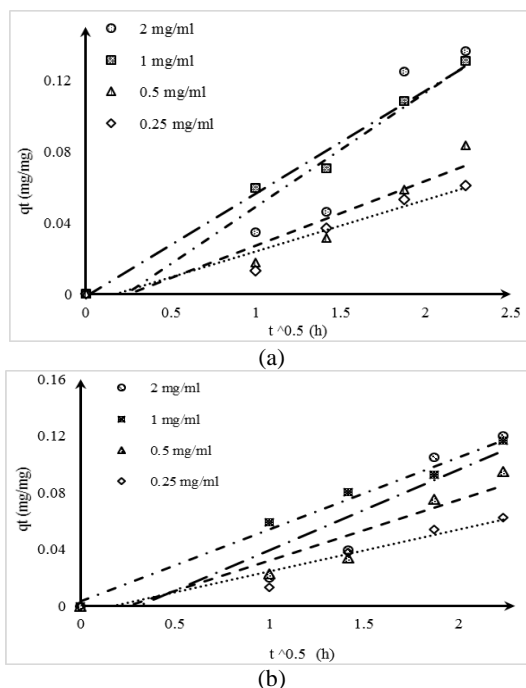 2 mg/ml
1 mg/ml
0.5 mg/ml
0.25 mg/ml
qt (mg/mg)
0.12
0.08
0.04
0
0 0.5 1 1.5 2 2.5
t ^0.5 (h)
(a)
2 mg/ml
1 mg/ml
0.5 mg/ml
0.25 mg/ml
qt (mg/mg)
0.16
0.12
0.08
0.04
0
0 0.5 1 1.5 2
t ^0.5 (h)
(b)